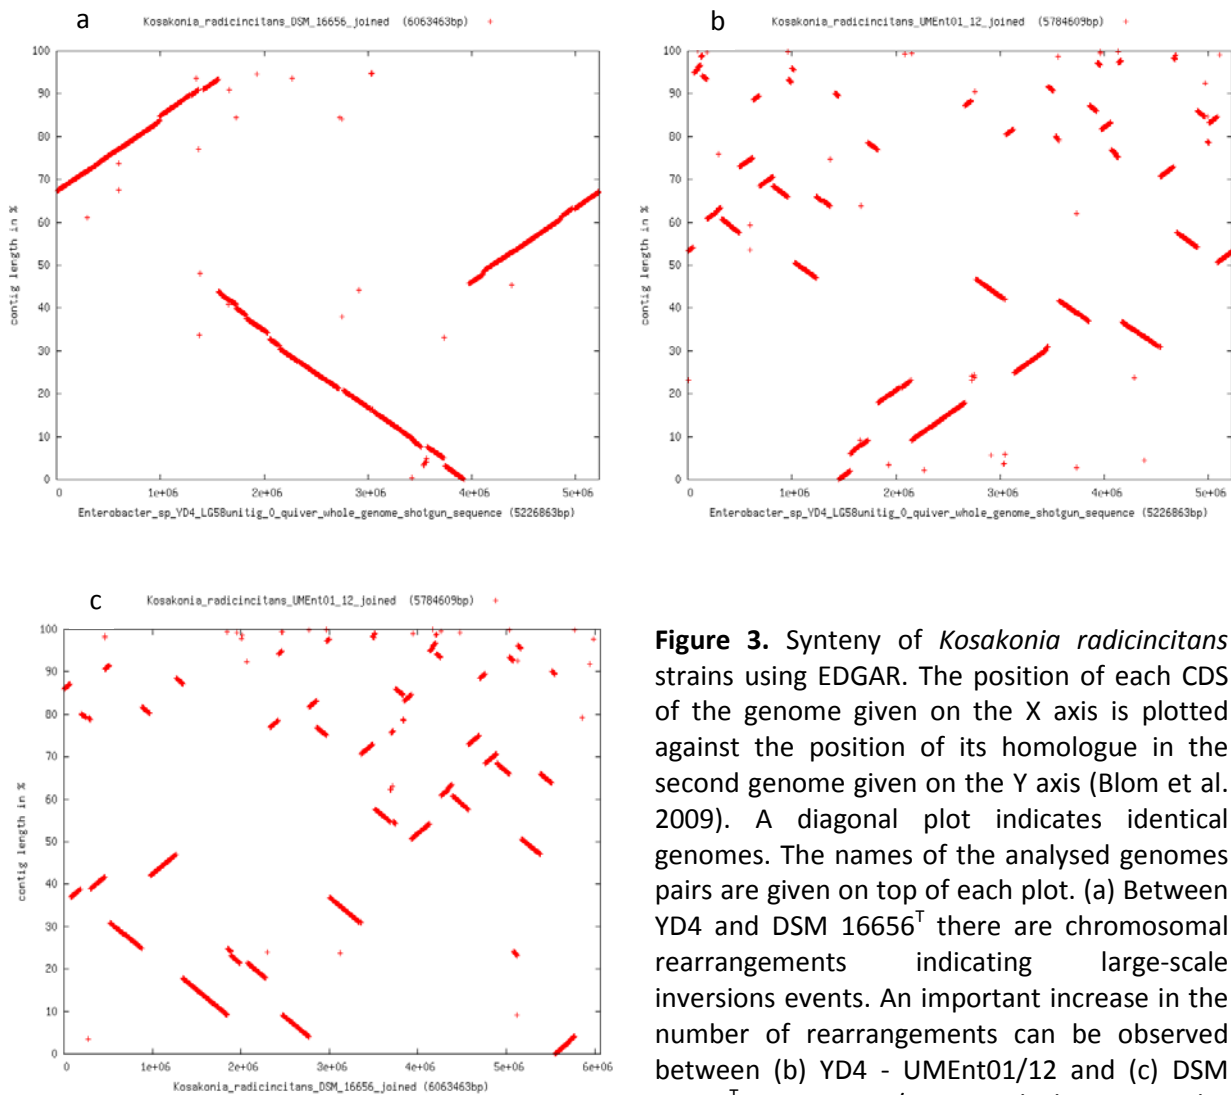 a
Kosakonia_radicincitans_DSM_16656_joined (6063463bp) +
100
90
80
70
60
50
40
30
20
10
0
contig length in %
0 1e+06 2e+06 3e+06 4e+06 5e+06
Enterobacter_sp_YD4_LG58unitig_0_quiver_whole_genome_shotgun_sequence (5226863bp)
b
Kosakonia_radicincitans_UMEnt01_12_joined (5784609bp) +
100
90
80
70
60
50
40
30
20
10
0
contig length in %
0 1e+06 2e+06 3e+06 4e+06 5e+06
Enterobacter_sp_YD4_LG58unitig_0_quiver_whole_genome_shotgun_sequence (5226863bp)
c
Kosakonia_radicincitans_UMEnt01_12_joined (5784609bp) +
100
90
80
70
60
50
40
30
20
10
0
contig length in %
0 1e+06 2e+06 3e+06 4e+06 5e+06 6e+06
Kosakonia_radicincitans_DSM_16656_joined (6063463bp)
Figure 3. Synteny of Kosakonia radicincitans
strains using EDGAR. The position of each CDS
of the genome given on the X axis is plotted
against the position of its homologue in the
second genome given on the Y axis (Blom et al.
2009). A diagonal plot indicates identical
genomes. The names of the analysed genomes
pairs are given on top of each plot. (a) Between
YD4 and DSM 16656T there are chromosomal
rearrangements indicating large-scale
inversions events. An important increase in the
number of rearrangements can be observed
between (b) YD4 - UMEnt01/12 and (c) DSM